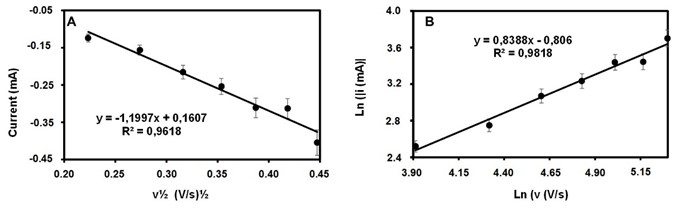 A
-0.05
-0.15
-0.25
-0.35
-0.45
Current (mA)
y = -1,1997x + 0,1607
R² = 0,9618
0.20
0.25
0.30
0.35
0.40
0.45
v½ (V/s)½
B
4.0
3.6
3.2
2.8
2.4
Ln (|i (mA)|
y = 0,8388x - 0,806
R² = 0,9818
3.90
4.15
4.40
4.65
4.90
5.15
Ln (v (V/s)